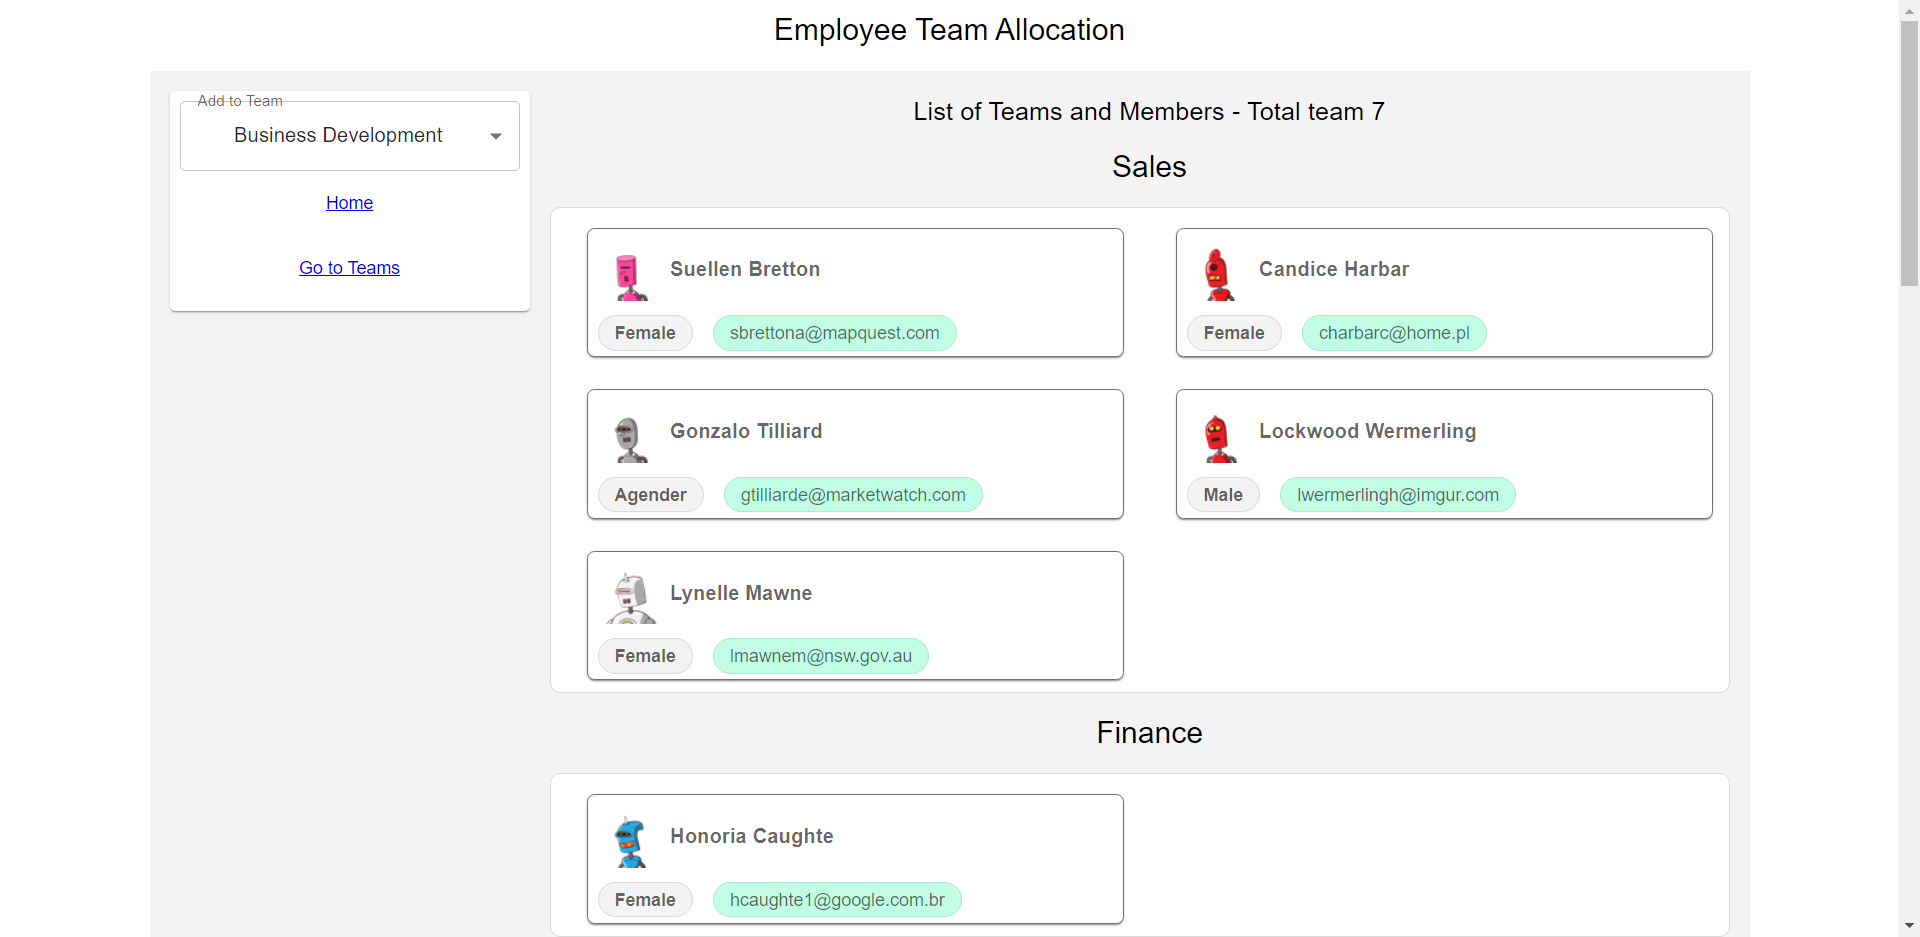 Employee Team Allocation
Add to Team
Business Development
Home
Go to Teams
List of Teams and Members - Total team 7
Sales
Suellen Bretton
Female sbrettona@mapquest.com
Candice Harbar
Female charbarc@home.pl
Gonzalo Tilliard
Agender gtilliarde@marketwatch.com
Lockwood Wermerling
Male lwermerlingh@imgur.com
Lynelle Mawne
Female lmawnem@nsw.gov.au
Finance
Honoria Caughte
Female hcaughte1@google.com.br